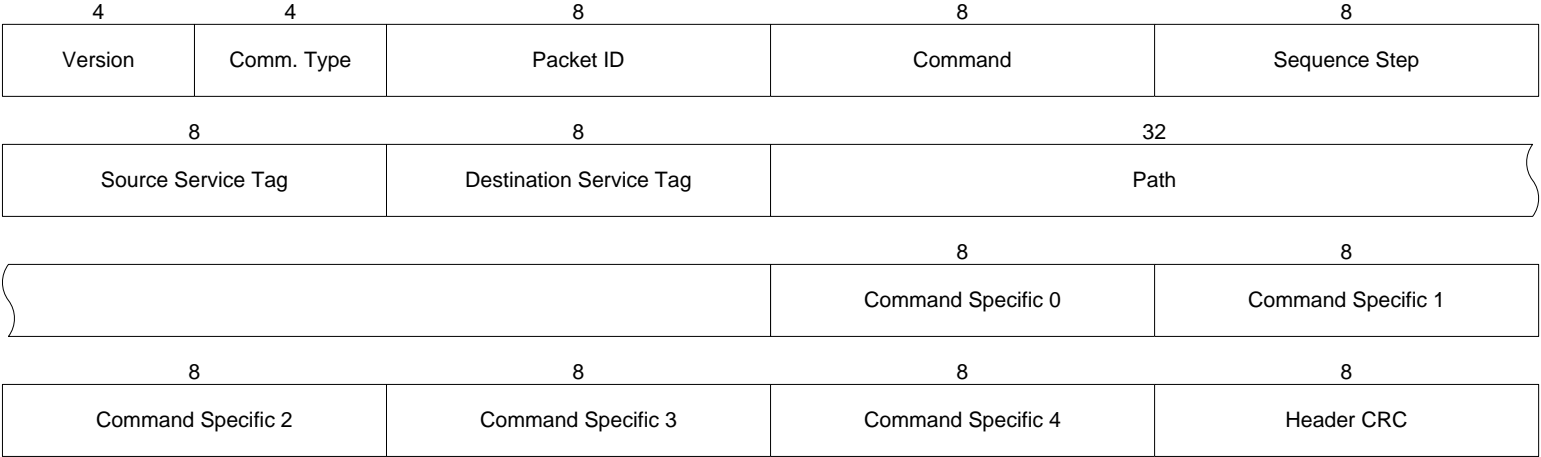 4 4 8 8 8
Version Comm. Type Packet ID Command Sequence Step
8 8 32
Source Service Tag Destination Service Tag Path
8 8
Command Specific 0 Command Specific 1
8 8 8 8
Command Specific 2 Command Specific 3 Command Specific 4 Header CRC